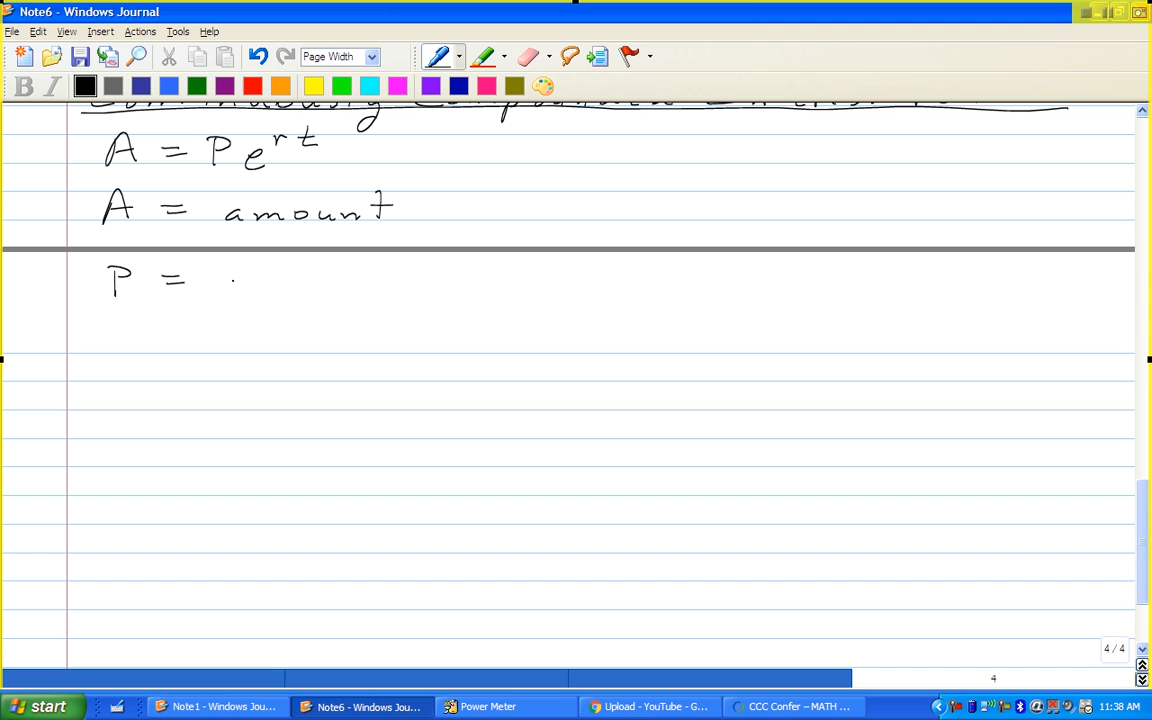 Note6 - Windows Journal
File Edit View Insert Actions Tools Help
Page Width
B I
A = Pe^{rt}
A = amount
P =
4 / 4
4
start Note1 - Windows Jou... Note6 - Windows Jou... Power Meter Upload - YouTube - G... CCC Confer – MATH ... 11:38 AM